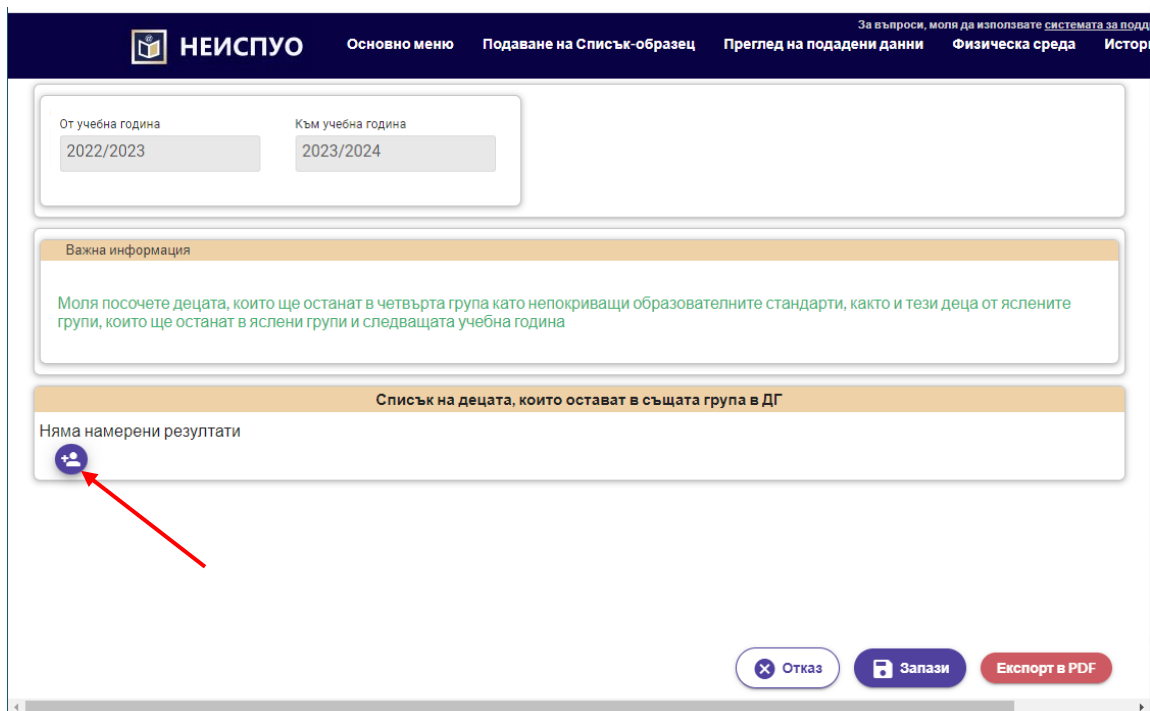 За въпроси, моля да използвате системата за
НЕИСПУО
Основно меню Подаване на Списък-образец Преглед на подадени данни Физическа среда
От учебна година Към учебна година
2022/2023 2023/2024
Важна информация
Моля посочете децата, които ще останат в четвърта група като непокриващи образователните стандарти, както и тези деца от яслените
групи, които ще останат в яслени групи и следващата учебна година
Списък на децата, които остават в същата група в ДГ
Няма намерени резултати
Отказ Запази Експорт в PDF